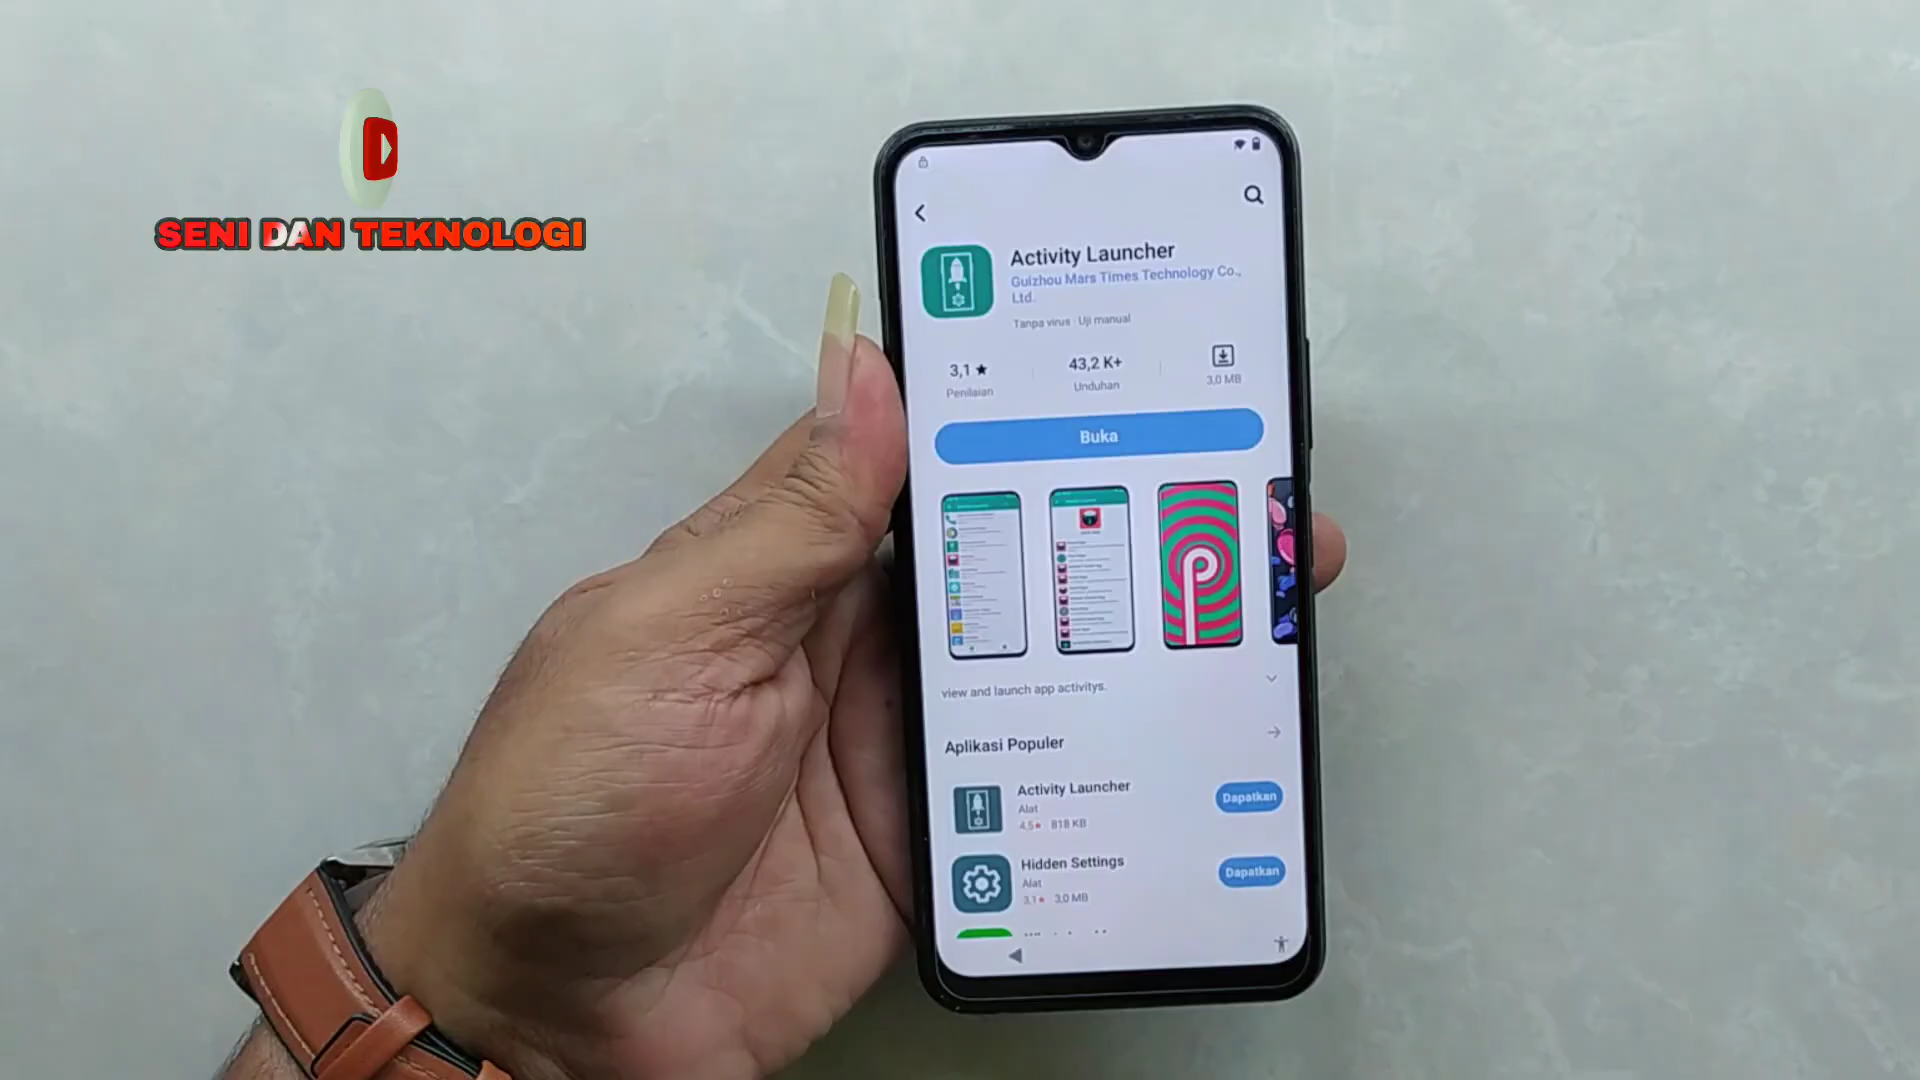 SENI DAN TEKNOLOGI
Activity Launcher
Guizhou Mars Times Technology Co.,
Ltd.
Tanpa virus · Uji manual
3,1 ★
43,2 K+
Penilaian
Unduhan
3,0 MB
Buka
view and launch app activitys.
Aplikasi Populer
Activity Launcher
Alat
4,5★ 818 KB
Dapatkan
Hidden Settings
Alat
3,1★ 3,0 MB
Dapatkan